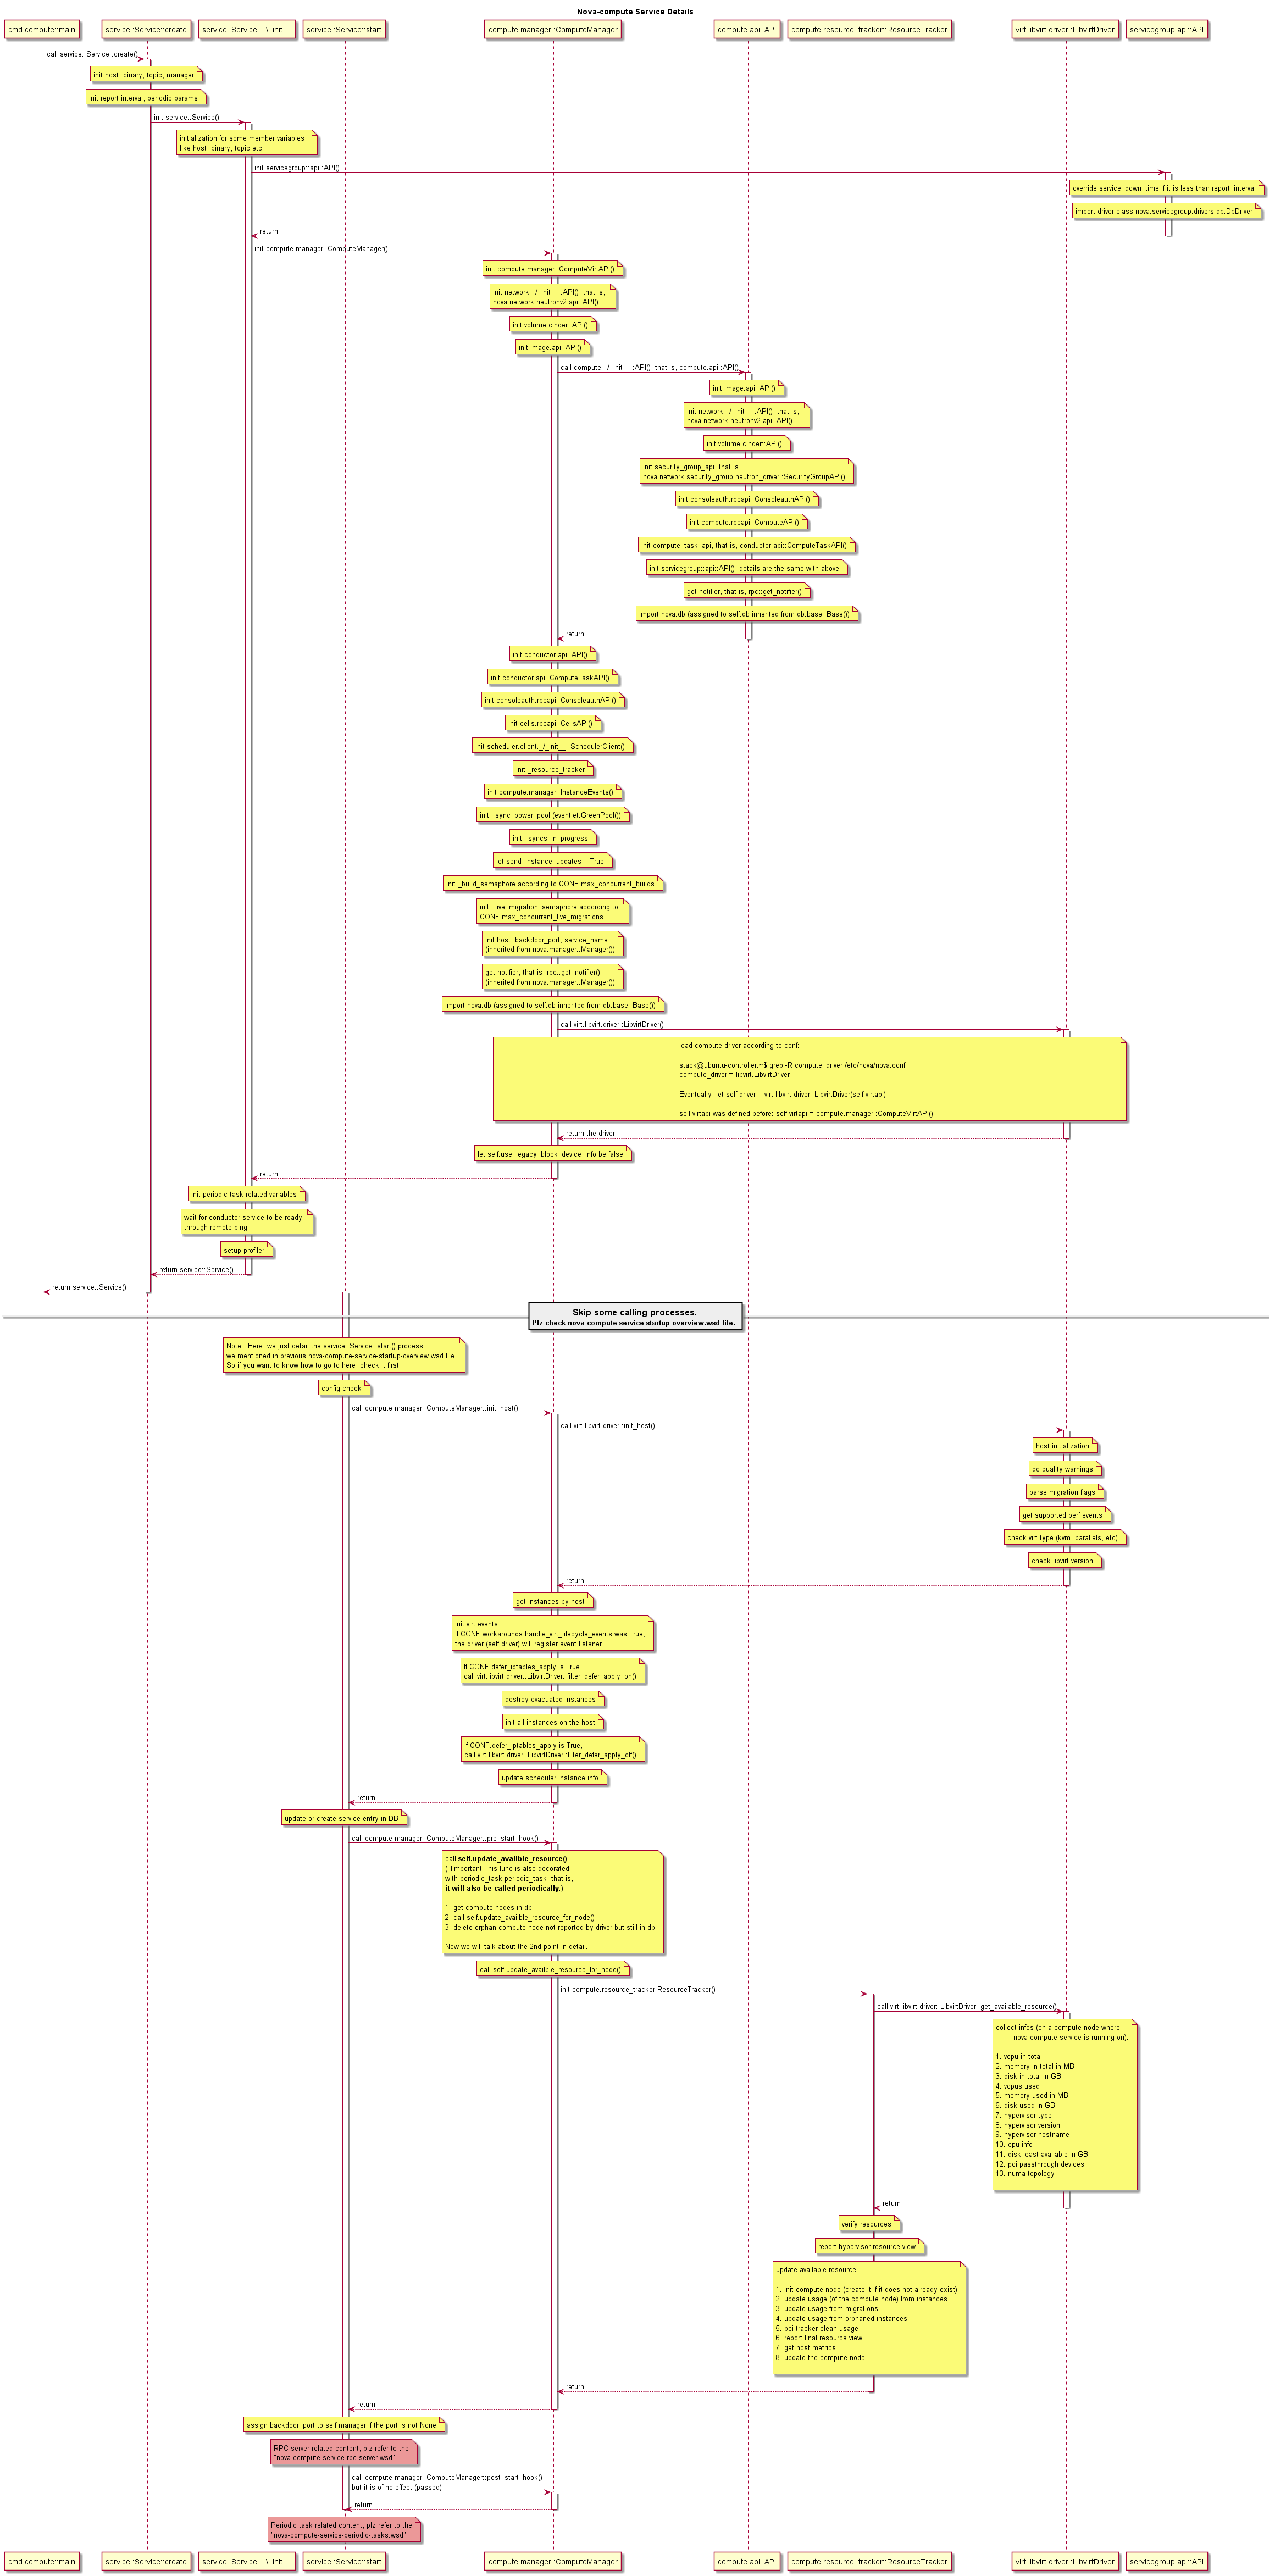 Nova-compute Service Details
cmd.compute::main
service::Service::create
service::Service::_\_init__
service::Service::start
compute.manager::ComputeManager
compute.api::API
compute.resource_tracker::ResourceTracker
virt.libvirt.driver::LibvirtDriver
servicegroup.api::API
call service::Service::create()
init host, binary, topic, manager
init report interval, periodic params
init service::Service()
initialization for some member variables,
like host, binary, topic etc.
init servicegroup::api::API()
override service_down_time if it is less than report_interval
import driver class nova.servicegroup.drivers.db.DbDriver
return
init compute.manager::ComputeManager()
init compute.manager::ComputeVirtAPI()
init network._/_init__::API(), that is,
nova.network.neutronv2.api::API()
init volume.cinder::API()
init image.api::API()
call compute._/_init__::API(), that is, compute.api::API()
init image.api::API()
init network._/_init__::API(), that is,
nova.network.neutronv2.api::API()
init volume.cinder::API()
init security_group_api, that is,
nova.network.security_group.neutron_driver::SecurityGroupAPI()
init consoleauth.rpcapi::ConsoleauthAPI()
init compute.rpcapi::ComputeAPI()
init compute_task_api, that is, conductor.api::ComputeTaskAPI()
init servicegroup::api::API(), details are the same with above
get notifier, that is, rpc::get_notifier()
import nova.db (assigned to self.db inherited from db.base::Base())
return
init conductor.api::API()
init conductor.api::ComputeTaskAPI()
init consoleauth.rpcapi::ConsoleauthAPI()
init cells.rpcapi::CellsAPI()
init scheduler.client._/_init__::SchedulerClient()
init _resource_tracker
init compute.manager::InstanceEvents()
init _sync_power_pool (eventlet.GreenPool())
init _syncs_in_progress
let send_instance_updates = True
init _build_semaphore according to CONF.max_concurrent_builds
init _live_migration_semaphore according to
CONF.max_concurrent_live_migrations
init host, backdoor_port, service_name
(inherited from nova.manager::Manager())
get notifier, that is, rpc::get_notifier()
(inherited from nova.manager::Manager())
import nova.db (assigned to self.db inherited from db.base::Base())
call virt.libvirt.driver::LibvirtDriver()
load compute driver according to conf:
stack@ubuntu-controller:~$ grep -R compute_driver /etc/nova/nova.conf
compute_driver = libvirt.LibvirtDriver
Eventually, let self.driver = virt.libvirt.driver::LibvirtDriver(self.virtapi)
self.virtapi was defined before: self.virtapi = compute.manager::ComputeVirtAPI()
return the driver
let self.use_legacy_block_device_info be false
return
init periodic task related variables
wait for conductor service to be ready
through remote ping
setup profiler
return service::Service()
return service::Service()
Skip some calling processes.
Plz check nova-compute-service-startup-overview.wsd file.
Note:  Here, we just detail the service::Service::start() process
we mentioned in previous nova-compute-service-startup-overview.wsd file.
So if you want to know how to go to here, check it first.
config check
call compute.manager::ComputeManager::init_host()
call virt.libvirt.driver::init_host()
host initialization
do quality warnings
parse migration flags
get supported perf events
check virt type (kvm, parallels, etc)
check libvirt version
return
get instances by host
init virt events.
If CONF.workarounds.handle_virt_lifecycle_events was True,
the driver (self.driver) will register event listener
If CONF.defer_iptables_apply is True,
call virt.libvirt.driver::LibvirtDriver::filter_defer_apply_on()
destroy evacuated instances
init all instances on the host
If CONF.defer_iptables_apply is True,
call virt.libvirt.driver::LibvirtDriver::filter_defer_apply_off()
update scheduler instance info
return
update or create service entry in DB
call compute.manager::ComputeManager::pre_start_hook()
call self.update_availble_resource()
(!!!Important This func is also decorated
with periodic_task.periodic_task, that is,
it will also be called periodically.)
1. get compute nodes in db
2. call self.update_availble_resource_for_node()
3. delete orphan compute node not reported by driver but still in db
Now we will talk about the 2nd point in detail.
call self.update_availble_resource_for_node()
init compute.resource_tracker.ResourceTracker()
call virt.libvirt.driver::LibvirtDriver::get_available_resource()
collect infos (on a compute node where
nova-compute service is running on):
1. vcpu in total
2. memory in total in MB
3. disk in total in GB
4. vcpus used
5. memory used in MB
6. disk used in GB
7. hypervisor type
8. hypervisor version
9. hypervisor hostname
10. cpu info
11. disk least available in GB
12. pci passthrough devices
13. numa topology
return
verify resources
report hypervisor resource view
update available resource:
1. init compute node (create it if it does not already exist)
2. update usage (of the compute node) from instances
3. update usage from migrations
4. update usage from orphaned instances
5. pci tracker clean usage
6. report final resource view
7. get host metrics
8. update the compute node
return
return
assign backdoor_port to self.manager if the port is not None
RPC server related content, plz refer to the
"nova-compute-service-rpc-server.wsd".
call compute.manager::ComputeManager::post_start_hook()
but it is of no effect (passed)
return
Periodic task related content, plz refer to the
"nova-compute-service-periodic-tasks.wsd".
cmd.compute::main
service::Service::create
service::Service::_\_init__
service::Service::start
compute.manager::ComputeManager
compute.api::API
compute.resource_tracker::ResourceTracker
virt.libvirt.driver::LibvirtDriver
servicegroup.api::API